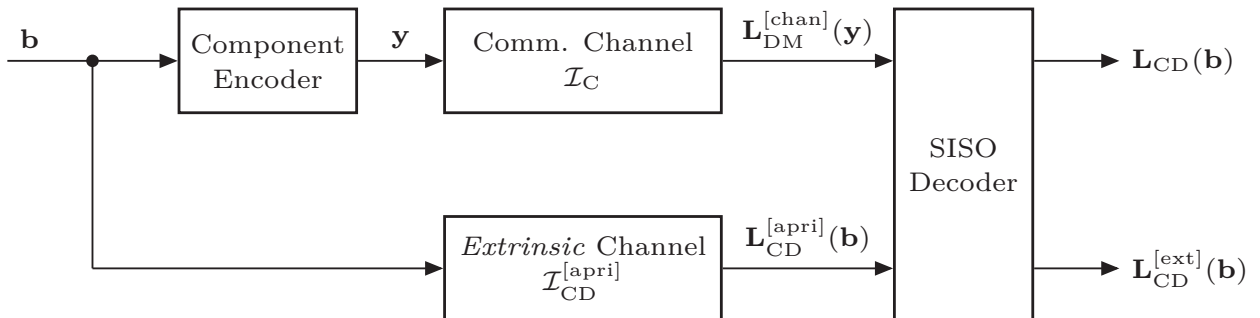 b
Component
Encoder
y
Comm. Channel
𝓘_C
L_DM^[chan](y)
SISO
Decoder
L_CD(b)
Extrinsic Channel
𝓘_CD^[apri]
L_CD^[apri](b)
L_CD^[ext](b)